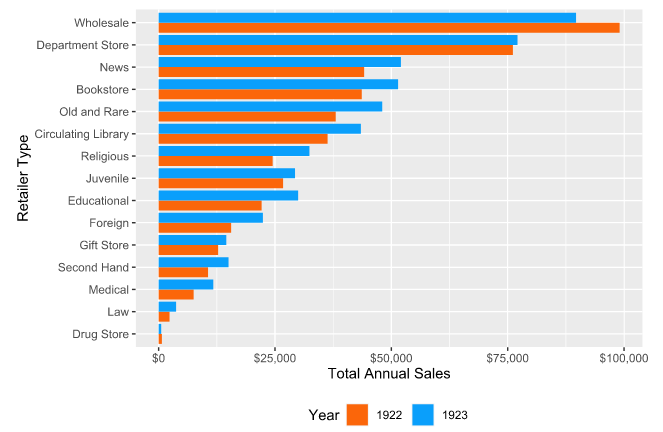 Wholesale
Department Store
News
Bookstore
Old and Rare
Circulating Library
Religious
Juvenile
Educational
Foreign
Gift Store
Second Hand
Medical
Law
Drug Store
Retailer Type
$0 $25,000 $50,000 $75,000 $100,000
Total Annual Sales
Year 1922 1923